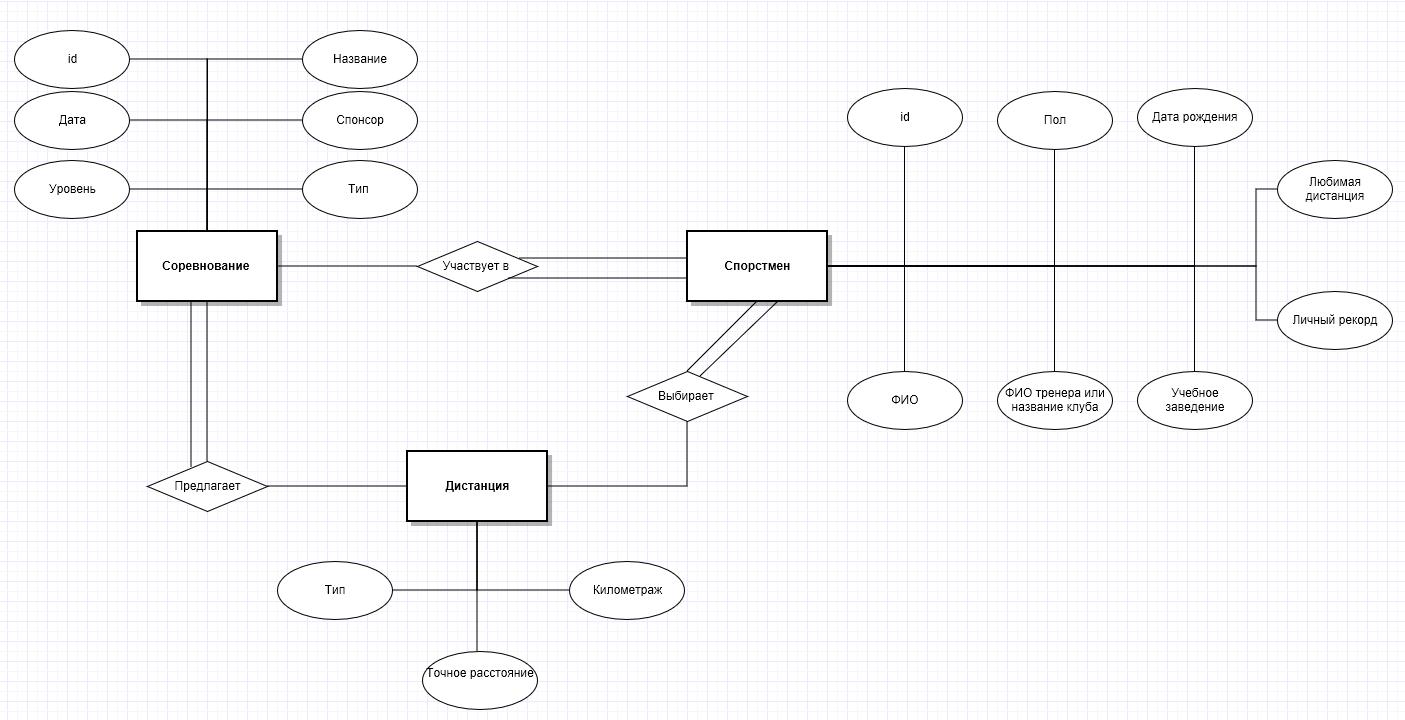 id
Название
Дата
Спонсор
Уровень
Тип
id
Пол
Дата рождения
Любимая
дистанция
Соревнование
Участвует в
Спорстмен
Личный рекорд
Выбирает
ФИО
ФИО тренера или
название клуба
Учебное
заведение
Предлагает
Дистанция
Тип
Километраж
Точное расстояние